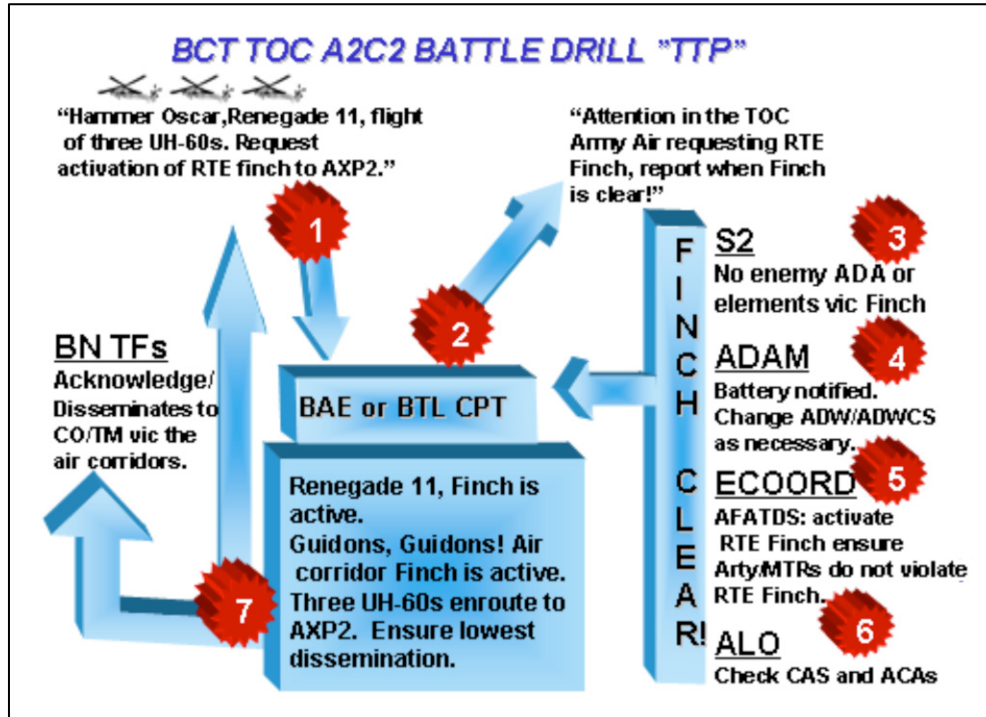 BCT TOC A2C2 BATTLE DRILL "TTP"
"Hammer Oscar,Renegade 11, flight
of three UH-60s. Request
activation of RTE finch to AXP2."
1
"Attention in the TOC
Army Air requesting RTE
Finch, report when Finch
is clear!"
2
BAE or BTL CPT
FINCH CLEAR!
S2
3
No enemy ADA or
elements vic Finch
ADAM
4
Battery notified.
Change ADW/ADWCS
as necessary.
ECOORD
5
AFATDS: activate
RTE Finch ensure
Arty/MTRs do not violate
RTE Finch.
ALO
6
Check CAS and ACAs
Renegade 11, Finch is
active.
Guidons, Guidons! Air
corridor Finch is active.
Three UH-60s enroute to
AXP2. Ensure lowest
dissemination.
7
BN TFs
Acknowledge/
Disseminates to
CO/TM vic the
air corridors.